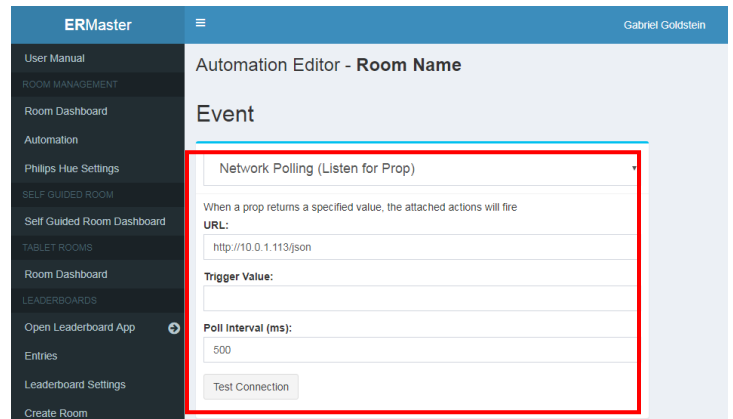 ERMaster
Gabriel Goldstein
User Manual
ROOM MANAGEMENT
Room Dashboard
Automation
Philips Hue Settings
SELF GUIDED ROOM
Self Guided Room Dashboard
TABLET ROOMS
Room Dashboard
LEADERBOARDS
Open Leaderboard App
Entries
Leaderboard Settings
Create Room
Automation Editor - Room Name
Event
Network Polling (Listen for Prop)
When a prop returns a specified value, the attached actions will fire
URL:
http://10.0.1.113/json
Trigger Value:
Poll Interval (ms):
500
Test Connection